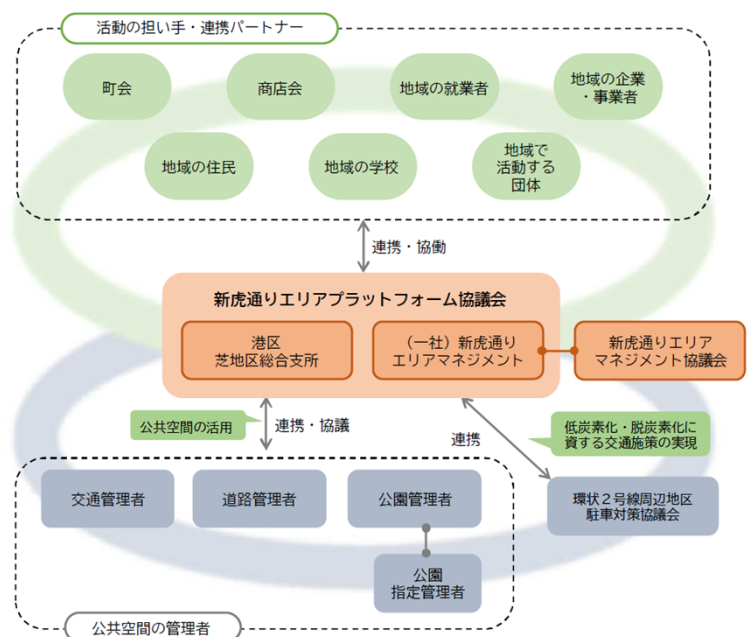 活動の担い手・連携パートナー
町会
商店会
地域の就業者
地域の企業
・事業者
地域の住民
地域の学校
地域で
活動する
団体
連携・協働
新虎通りエリアプラットフォーム協議会
港区
芝地区総合支所
（一社）新虎通り
エリアマネジメント
新虎通りエリア
マネジメント協議会
公共空間の活用
連携・協議
連携
低炭素化・脱炭素化に
資する交通施策の実現
交通管理者
道路管理者
公園管理者
環状２号線周辺地区
駐車対策協議会
公園
指定管理者
公共空間の管理者